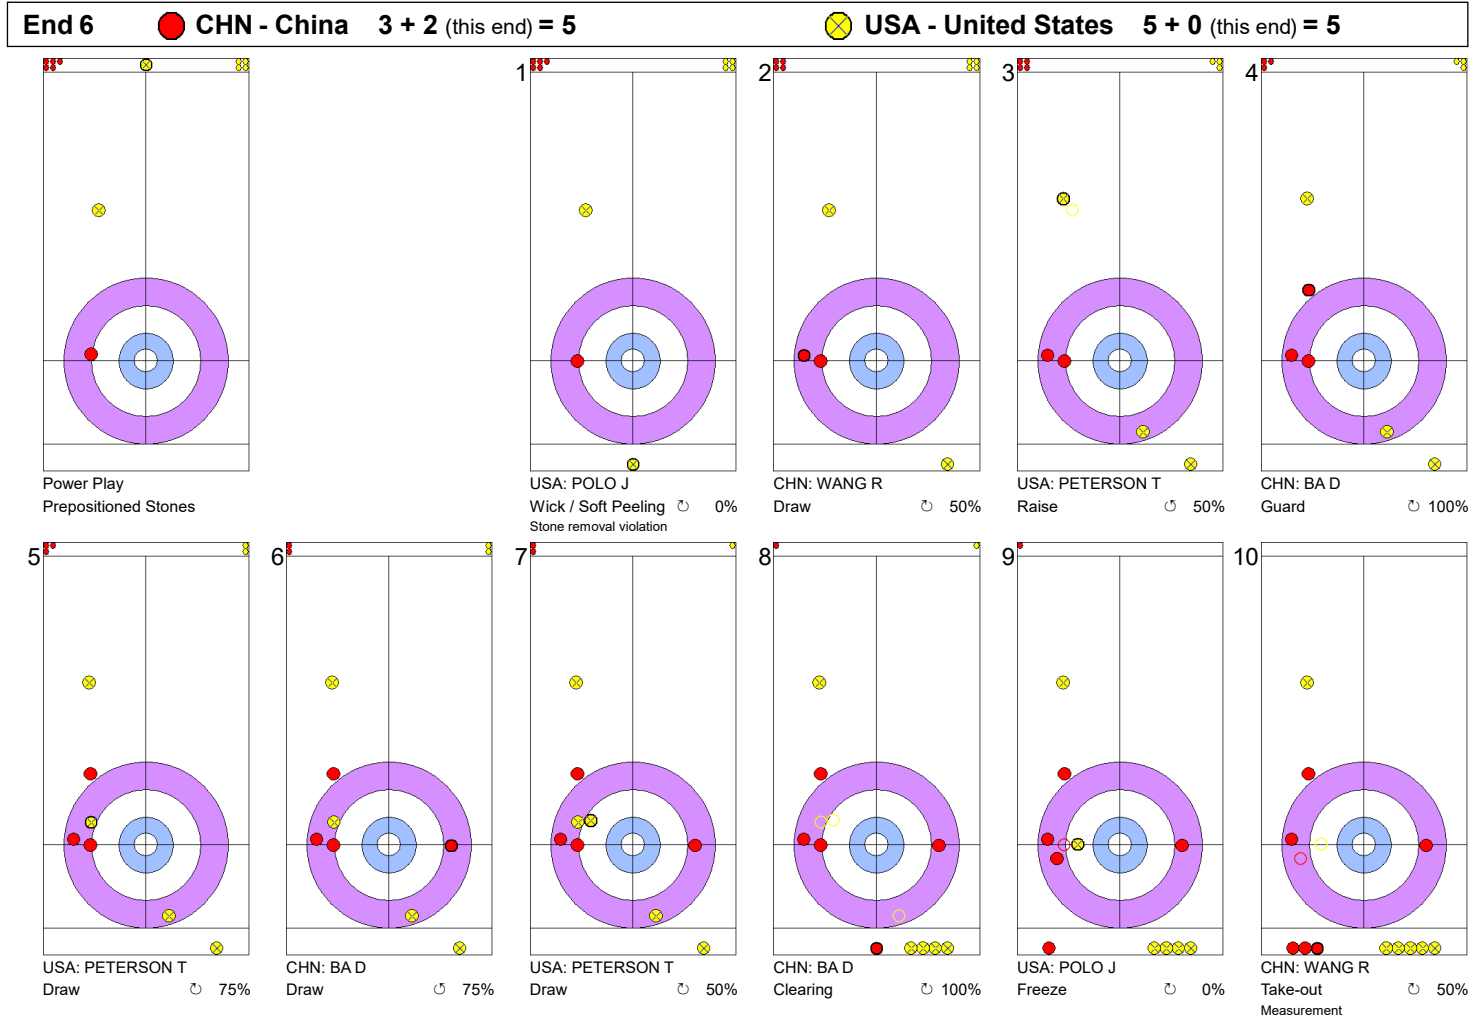 End 6 CHN - China 3 + 2 (this end) = 5 USA - United States 5 + 0 (this end) = 5
1 2 3 4
Power Play
Prepositioned Stones
USA: POLO J
Wick / Soft Peeling ↻ 0%
Stone removal violation
CHN: WANG R
Draw ↻ 50%
USA: PETERSON T
Raise ↺ 50%
CHN: BA D
Guard ↻ 100%
5 6 7 8 9 10
USA: PETERSON T
Draw ↻ 75%
CHN: BA D
Draw ↺ 75%
USA: PETERSON T
Draw ↻ 50%
CHN: BA D
Clearing ↻ 100%
USA: POLO J
Freeze ↺ 0%
CHN: WANG R
Take-out ↻ 50%
Measurement